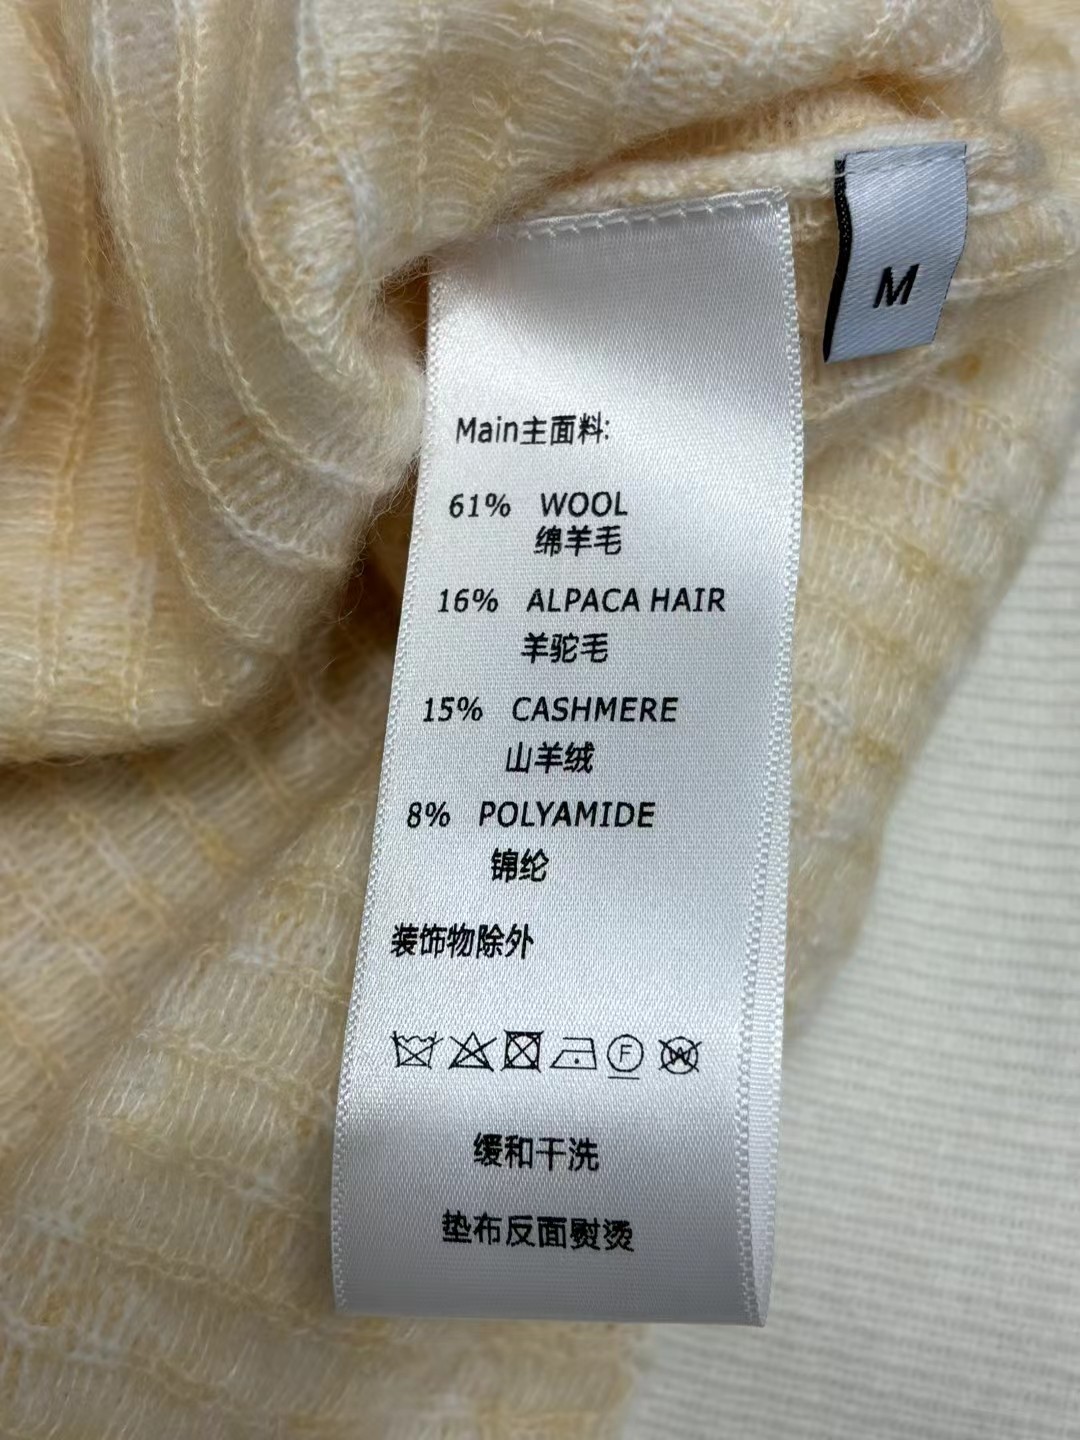 M
Main主面料:
61% WOOL
绵羊毛
16% ALPACA HAIR
羊驼毛
15% CASHMERE
山羊绒
8% POLYAMIDE
锦纶
装饰物除外
F W
缓和干洗
垫布反面熨烫